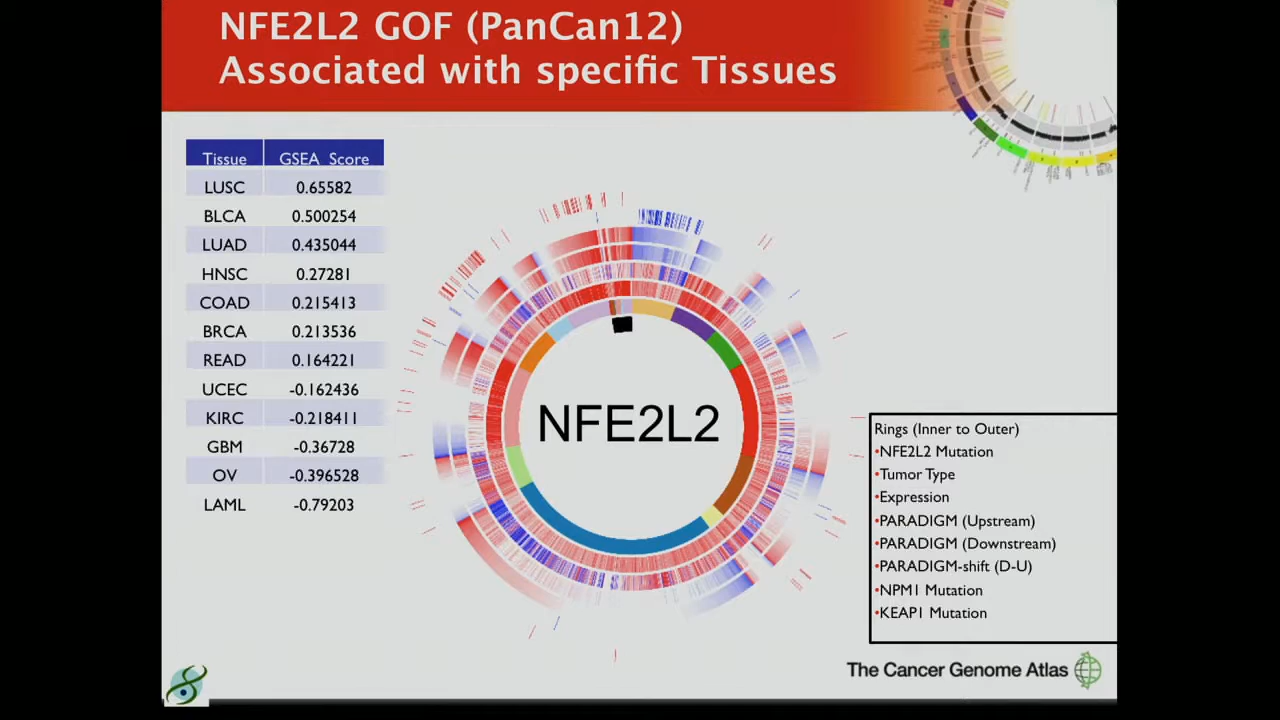 NFE2L2 GOF (PanCan12)
Associated with specific Tissues
Tissue GSEA Score
LUSC 0.65582
BLCA 0.500254
LUAD 0.435044
HNSC 0.27281
COAD 0.215413
BRCA 0.213536
READ 0.164221
UCEC -0.162436
KIRC -0.218411
GBM -0.36728
OV -0.396528
LAML -0.79203
NFE2L2
Rings (Inner to Outer)
•NFE2L2 Mutation
•Tumor Type
•Expression
•PARADIGM (Upstream)
•PARADIGM (Downstream)
•PARADIGM-shift (D-U)
•NPM1 Mutation
•KEAP1 Mutation
The Cancer Genome Atlas